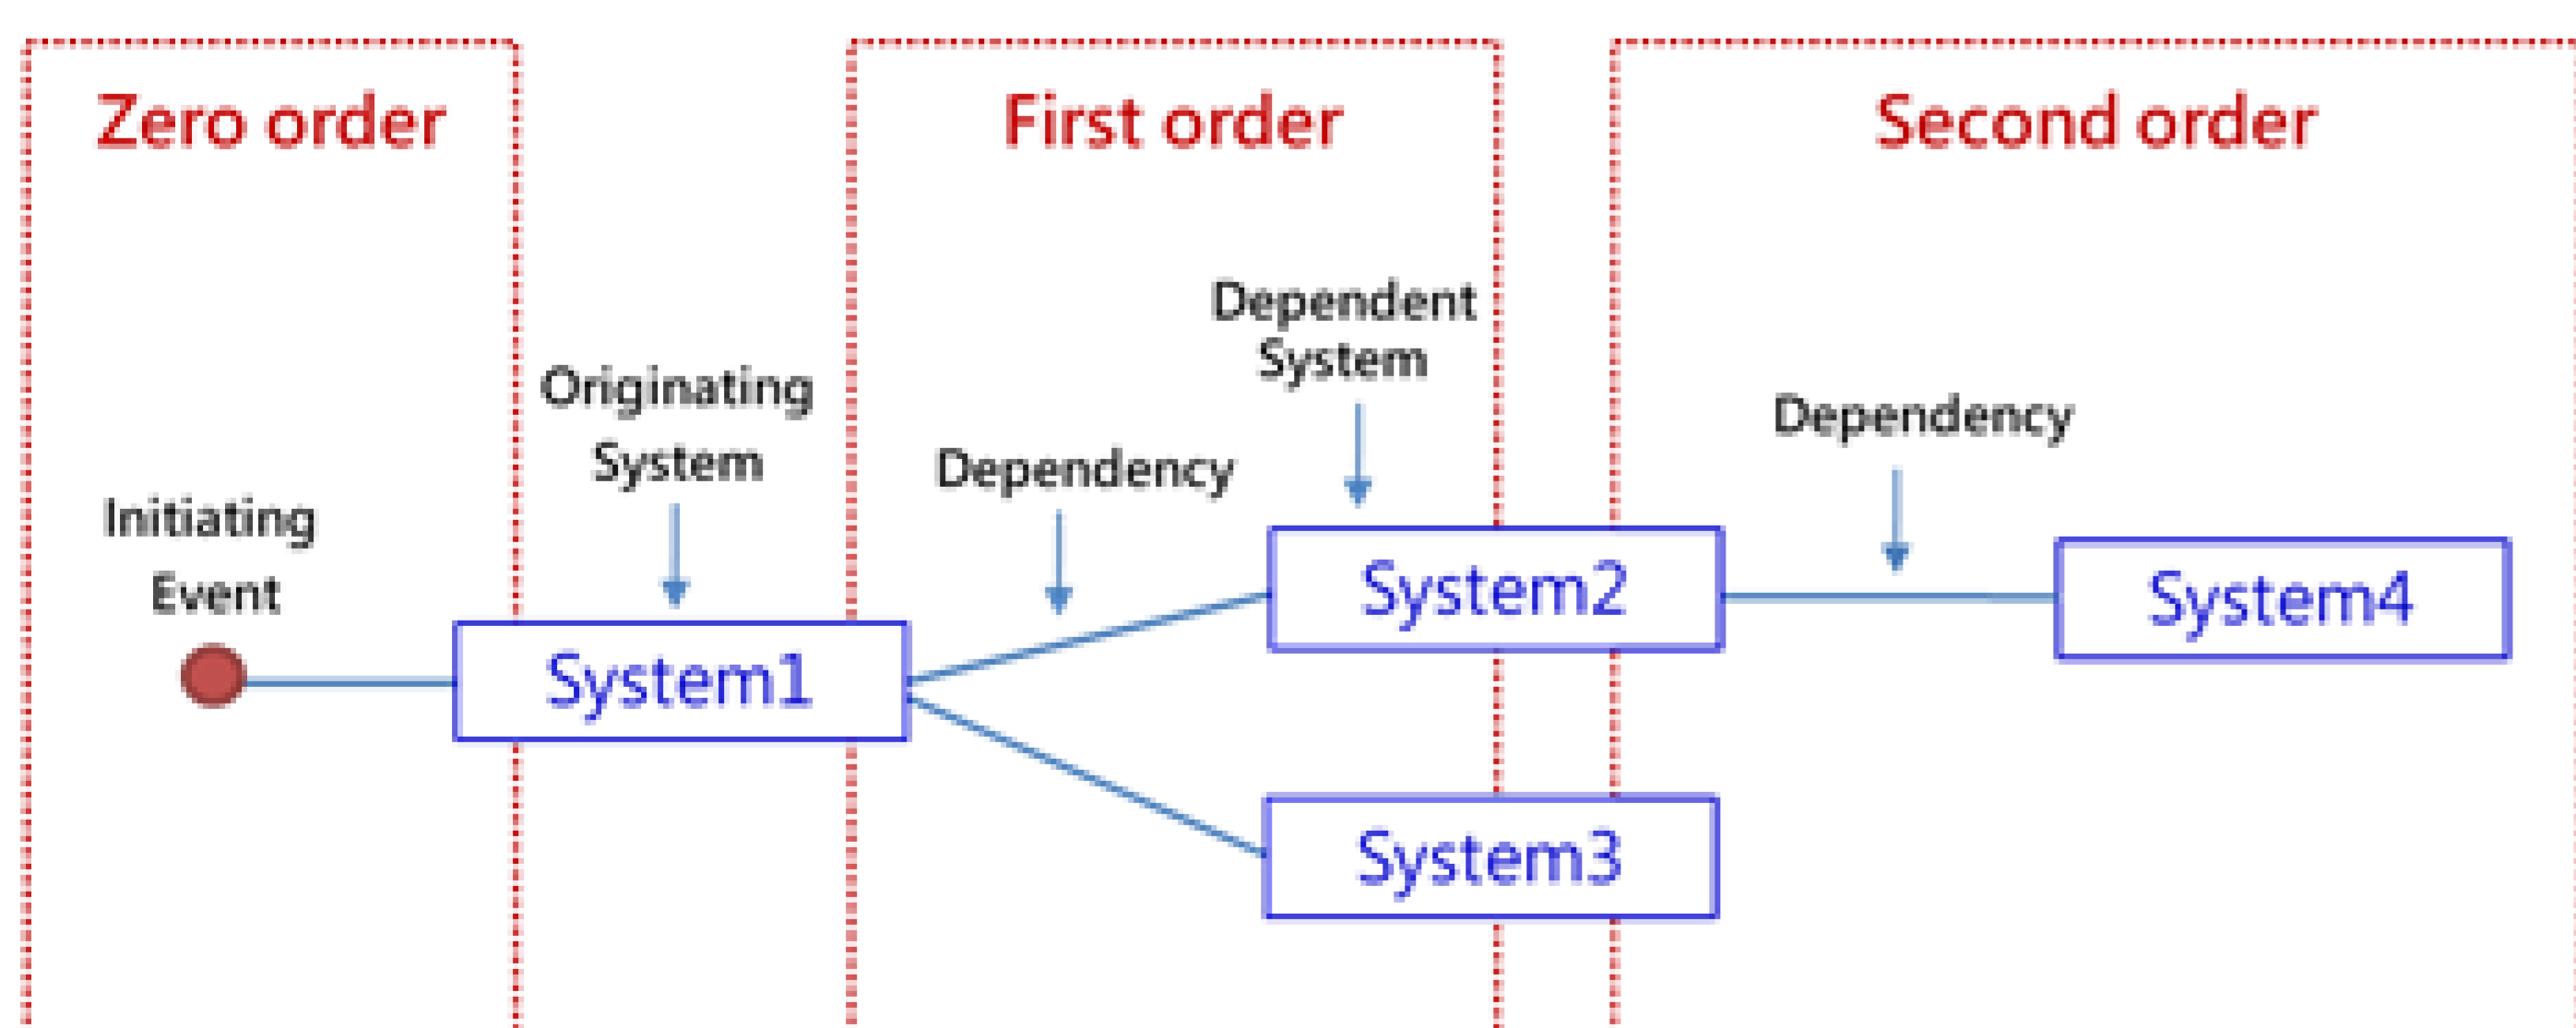 Zero order
First order
Second order
Initiating
Event
Originating
System
Dependency
Dependent
System
Dependency
System1
System2
System3
System4